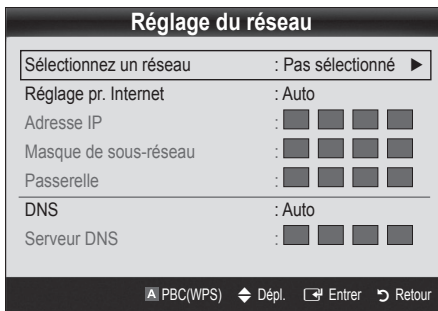 Réglage du réseau
Sélectionnez un réseau : Pas sélectionné ►
Réglage pr. Internet : Auto
Adresse IP :
Masque de sous-réseau :
Passerelle :
DNS : Auto
Serveur DNS :
A PBC(WPS) Dépl. Entrer Retour